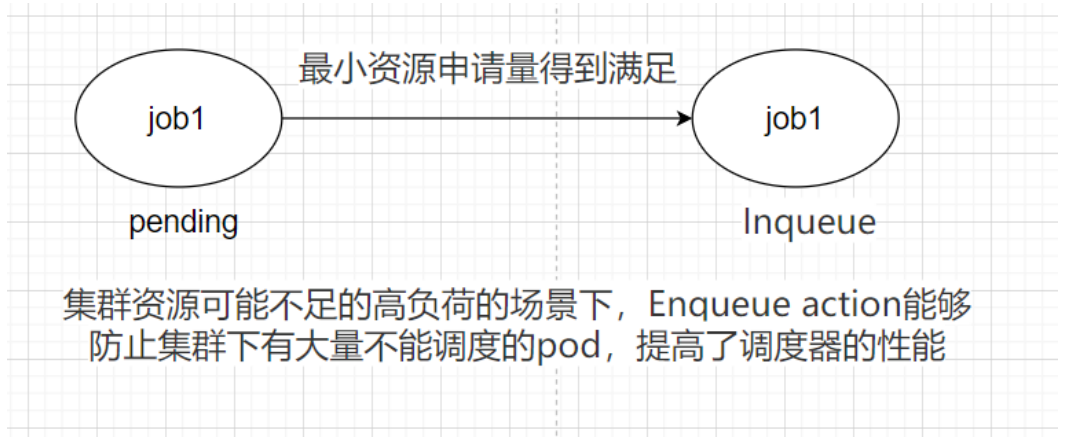 最小资源申请量得到满足
job1
job1
pending
Inqueue
集群资源可能不足的高负荷的场景下，Enqueue action能够
防止集群下有大量不能调度的pod，提高了调度器的性能